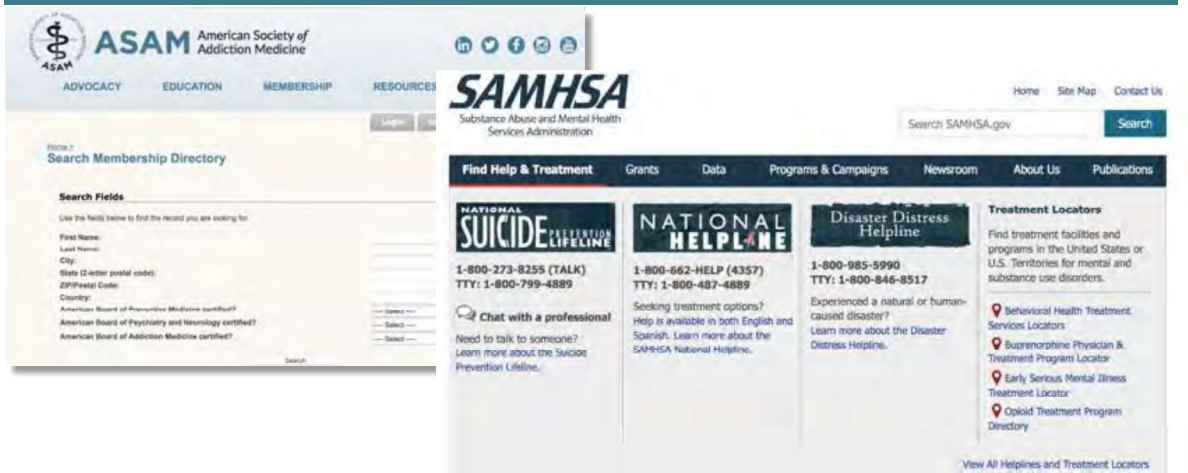 ASAM
American Society of
Addiction Medicine
ASAM
ADVOCACY EDUCATION MEMBERSHIP RESOURCES
Login
Home >
Search Membership Directory
Search Fields
Use the fields below to find the record you are looking for.
First Name:
Last Name:
City:
State (2-letter postal code):
ZIP/Postal Code:
Country:
American Board of Preventive Medicine certified?
---- Select ----
American Board of Psychiatry and Neurology certified?
---- Select ----
American Board of Addiction Medicine certified?
---- Select ----
Search
SAMHSA
Substance Abuse and Mental Health
Services Administration
Home Site Map Contact Us
Search SAMHSA.gov Search
Find Help & Treatment Grants Data Programs & Campaigns Newsroom About Us Publications
NATIONAL
SUICIDE PREVENTION
LIFELINE
1-800-273-8255 (TALK)
TTY: 1-800-799-4889
Chat with a professional
Need to talk to someone?
Learn more about the Suicide
Prevention Lifeline.
NATIONAL
HELPLINE
1-800-662-HELP (4357)
TTY: 1-800-487-4889
Seeking treatment options?
Help is available in both English and
Spanish. Learn more about the
SAMHSA National Helpline.
Disaster Distress
Helpline
1-800-985-5990
TTY: 1-800-846-8517
Experienced a natural or human-
caused disaster?
Learn more about the Disaster
Distress Helpline.
Treatment Locators
Find treatment facilities and
programs in the United States or
U.S. Territories for mental and
substance use disorders.
Behavioral Health Treatment
Services Locators
Buprenorphine Physician &
Treatment Program Locator
Early Serious Mental Illness
Treatment Locator
Opioid Treatment Program
Directory
View All Helplines and Treatment Locators